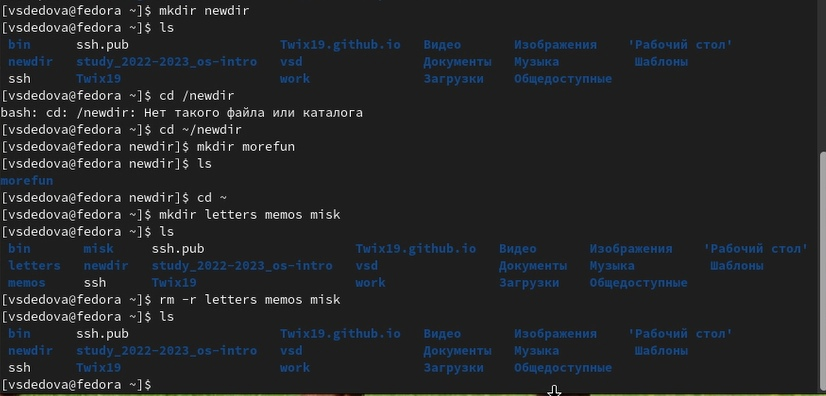 [vsdedova@fedora ~]$ mkdir newdir
[vsdedova@fedora ~]$ ls
bin ssh.pub Twix19.github.io Видео Изображения 'Рабочий стол'
newdir study_2022-2023_os-intro vsd Документы Музыка Шаблоны
ssh Twix19 work Загрузки Общедоступные
[vsdedova@fedora ~]$ cd /newdir
bash: cd: /newdir: Нет такого файла или каталога
[vsdedova@fedora ~]$ cd ~/newdir
[vsdedova@fedora newdir]$ mkdir morefun
[vsdedova@fedora newdir]$ ls
morefun
[vsdedova@fedora newdir]$ cd ~
[vsdedova@fedora ~]$ mkdir letters memos misk
[vsdedova@fedora ~]$ ls
bin misk ssh.pub Twix19.github.io Видео Изображения 'Рабочий стол'
letters newdir study_2022-2023_os-intro vsd Документы Музыка Шаблоны
memos ssh Twix19 work Загрузки Общедоступные
[vsdedova@fedora ~]$ rm -r letters memos misk
[vsdedova@fedora ~]$ ls
bin ssh.pub Twix19.github.io Видео Изображения 'Рабочий стол'
newdir study_2022-2023_os-intro vsd Документы Музыка Шаблоны
ssh Twix19 work Загрузки Общедоступные
[vsdedova@fedora ~]$